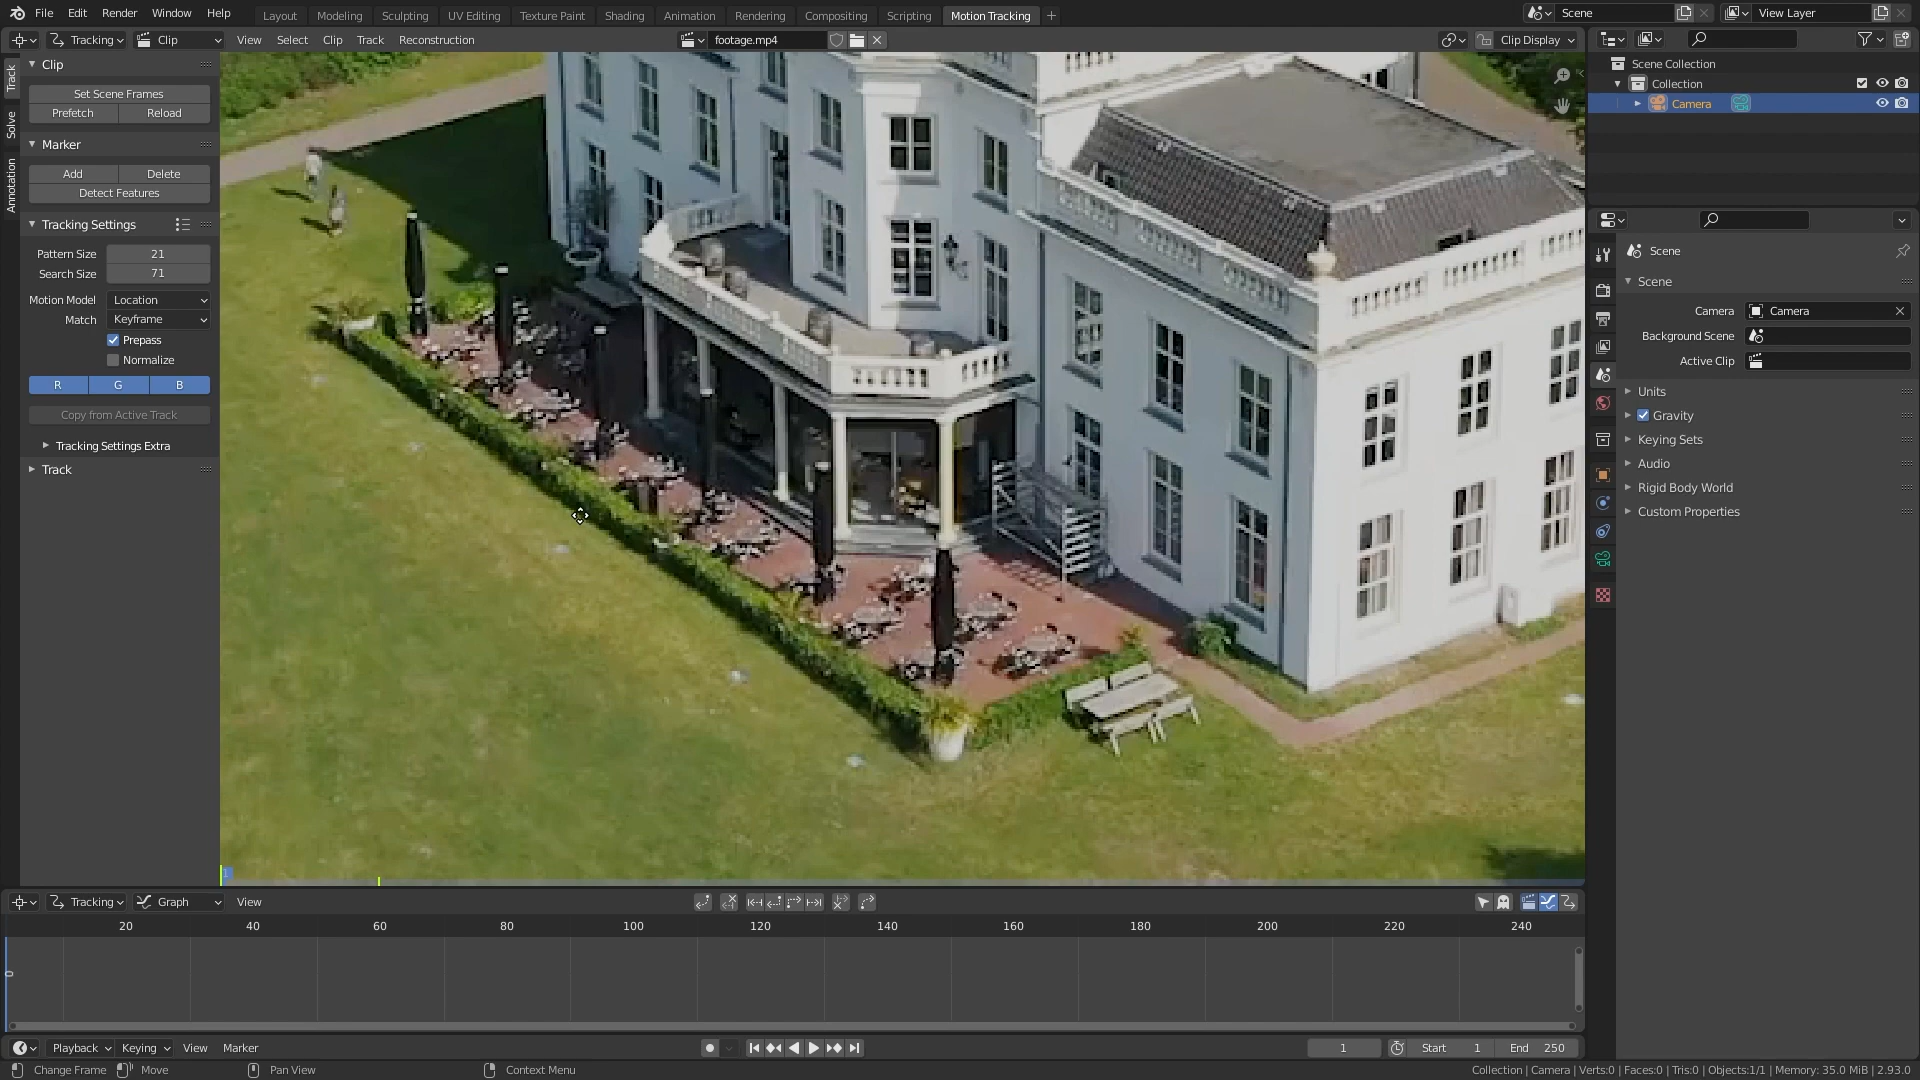 File Edit Render Window Help Layout Modeling Sculpting UV Editing Texture Paint Shading Animation Rendering Compositing Scripting Motion Tracking + Scene View Layer
Tracking Clip View Select Clip Track Reconstruction footage.mp4 Clip Display
Track
Solve
Annotation
Clip
Set Scene Frames
Prefetch Reload
Marker
Add Delete
Detect Features
Tracking Settings
Pattern Size 21
Search Size 71
Motion Model Location
Match Keyframe
Prepass
Normalize
R G B
Copy from Active Track
Tracking Settings Extra
Track
1
Scene Collection
Collection
Camera
Scene
Scene
Camera Camera
Background Scene
Active Clip
Units
Gravity
Keying Sets
Audio
Rigid Body World
Custom Properties
Tracking Graph View
20 40 60 80 100 120 140 160 180 200 220 240
0
Playback Keying View Marker 1 Start 1 End 250
Change Frame Move Pan View Context Menu Collection | Camera | Verts:0 | Faces:0 | Tris:0 | Objects:1/1 | Memory: 35.0 MiB | 2.93.0